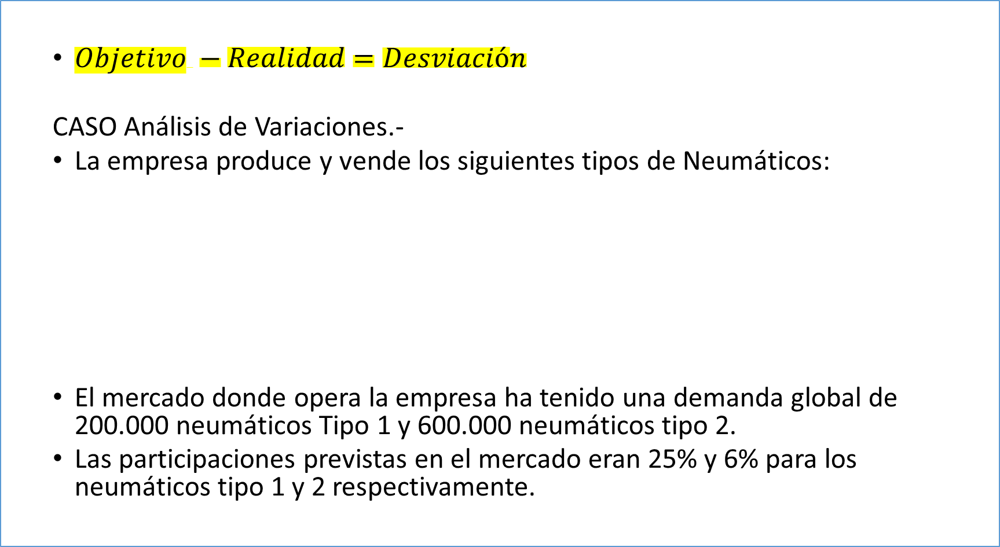 • Objetivo − Realidad = Desviación
CASO Análisis de Variaciones.-
• La empresa produce y vende los siguientes tipos de Neumáticos:
• El mercado donde opera la empresa ha tenido una demanda global de
200.000 neumáticos Tipo 1 y 600.000 neumáticos tipo 2.
• Las participaciones previstas en el mercado eran 25% y 6% para los
neumáticos tipo 1 y 2 respectivamente.